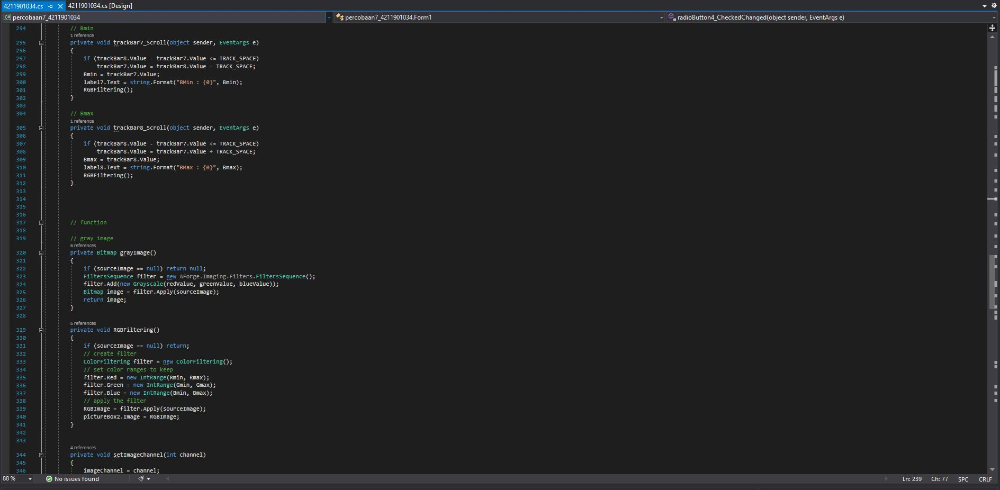 4211901034.cs 4211901034.cs [Design]
percobaan7_4211901034 percobaan7_4211901034.Form1 radioButton4_CheckedChanged(object sender, EventArgs e)
294 // Bmin
1 reference
295 private void trackBar7_Scroll(object sender, EventArgs e)
296 {
297 if (trackBar8.Value - trackBar7.Value <= TRACK_SPACE)
298 trackBar7.Value = trackBar8.Value - TRACK_SPACE;
299 Bmin = trackBar7.Value;
300 label7.Text = string.Format("BMin : {0}", Bmin);
301 RGBFiltering();
302 }
303
304 // Bmax
1 reference
305 private void trackBar8_Scroll(object sender, EventArgs e)
306 {
307 if (trackBar8.Value - trackBar7.Value <= TRACK_SPACE)
308 trackBar8.Value = trackBar7.Value + TRACK_SPACE;
309 Bmax = trackBar8.Value;
310 label8.Text = string.Format("BMax : {0}", Bmax);
311 RGBFiltering();
312 }
313
314
315
316
317 // function
318
319 // gray image
6 references
320 private Bitmap grayImage()
321 {
322 if (sourceImage == null) return null;
323 FiltersSequence filter = new AForge.Imaging.Filters.FiltersSequence();
324 filter.Add(new Grayscale(redValue, greenValue, blueValue));
325 Bitmap image = filter.Apply(sourceImage);
326 return image;
327 }
328
6 references
329 private void RGBFiltering()
330 {
331 if (sourceImage == null) return;
332 // create filter
333 ColorFiltering filter = new ColorFiltering();
334 // set color ranges to keep
335 filter.Red = new IntRange(Rmin, Rmax);
336 filter.Green = new IntRange(Gmin, Gmax);
337 filter.Blue = new IntRange(Bmin, Bmax);
338 // apply the filter
339 RGBImage = filter.Apply(sourceImage);
340 pictureBox2.Image = RGBImage;
341 }
342
343
4 references
344 private void setImageChannel(int channel)
345 {
346 imageChannel = channel;
88 % No issues found Ln: 239 Ch: 77 SPC CRLF